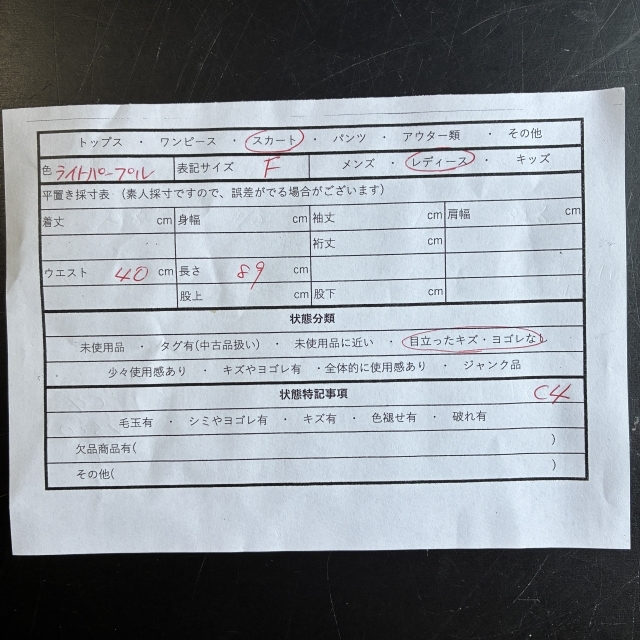 トップス ・ ワンピース ・ スカート ・ パンツ ・ アウター類 ・ その他
色 ライトパープル 表記サイズ F メンズ ・ レディース ・ キッズ
平置き採寸表 （素人採寸ですので、誤差がでる場合がございます）
着丈 cm 身幅 cm 袖丈 cm 肩幅 cm
裄丈 cm
ウエスト 40 cm 長さ 89 cm
股上 cm 股下 cm
状態分類
未使用品 ・ タグ有(中古品扱い) ・ 未使用品に近い ・ 目立ったキズ・ヨゴレなし
少々使用感あり ・ キズやヨゴレ有 ・全体的に使用感あり ・ ジャンク品
状態特記事項 C4
毛玉有 ・ シミやヨゴレ有 ・ キズ有 ・ 色褪せ有 ・ 破れ有
欠品商品有( )
その他( )